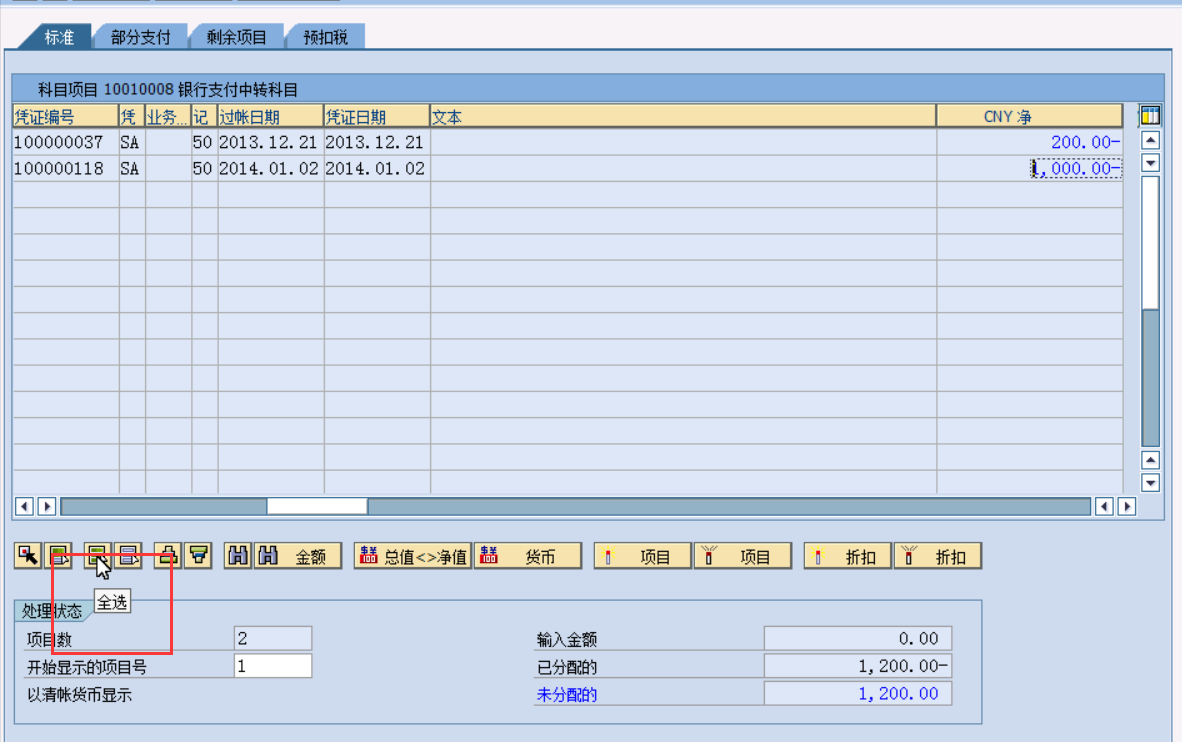 标准 部分支付 剩余项目 预扣税
科目项目 10010008 银行支付中转科目
凭证编号 凭 业务... 记 过帐日期 凭证日期 文本 CNY 净
100000037 SA 50 2013.12.21 2013.12.21 200.00-
100000118 SA 50 2014.01.02 2014.01.02 1,000.00-
金额 总值<>净值 货币 项目 项目 折扣 折扣
全选
处理状态
项目数 2 输入金额 0.00
开始显示的项目号 1 已分配的 1,200.00-
以清帐货币显示 未分配的 1,200.00